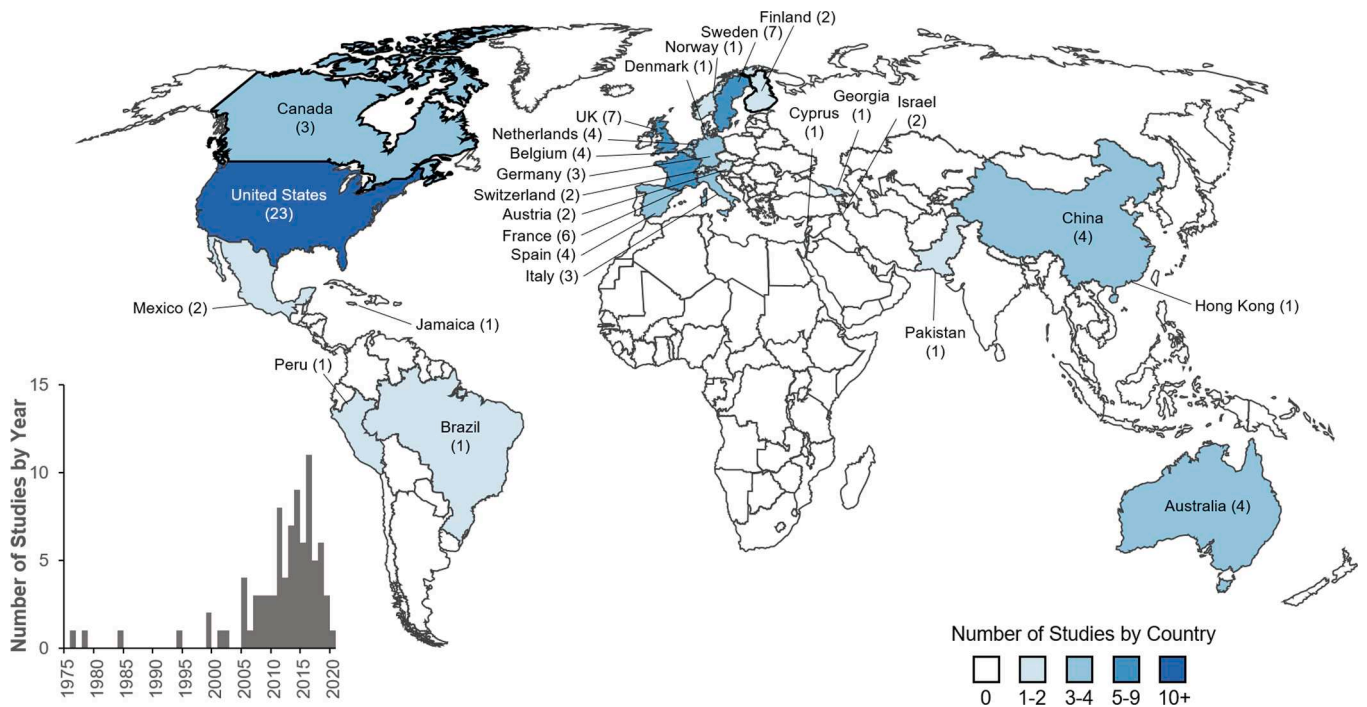 Finland (2)
Sweden (7)
Norway (1)
Denmark (1)
Canada
(3)
UK (7)
Netherlands (4)
Belgium (4)
Germany (3)
Switzerland (2)
Austria (2)
France (6)
Spain (4)
Italy (3)
Cyprus
(1)
Georgia
(1)
Israel
(2)
United States
(23)
China
(4)
Mexico (2)
Jamaica (1)
Pakistan
(1)
Hong Kong (1)
Peru (1)
Brazil
(1)
Australia (4)
Number of Studies by Year
15
10
5
0
1975
1980
1985
1990
1995
2000
2005
2010
2015
2020
Number of Studies by Country
0
1-2
3-4
5-9
10+